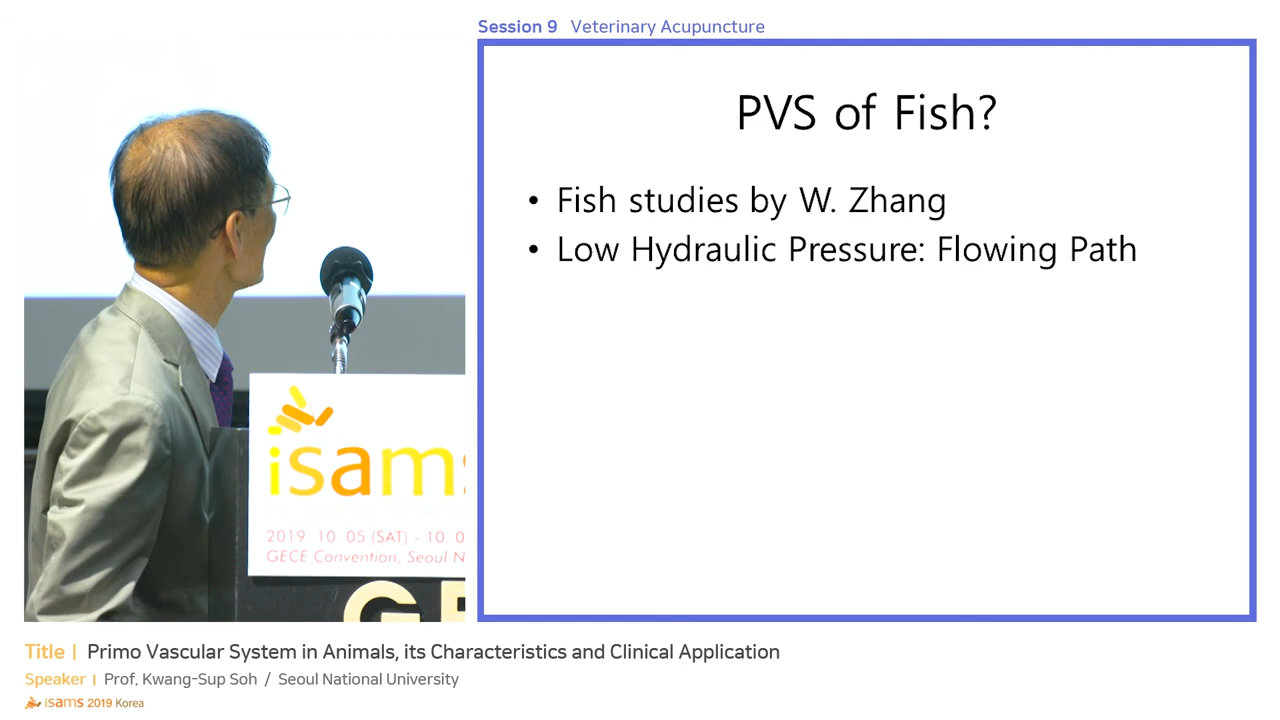 Session 9 Veterinary Acupuncture
PVS of Fish?
• Fish studies by W. Zhang
• Low Hydraulic Pressure: Flowing Path
isams
2019. 10. 05 (SAT) - 10. 0
GECE Convention, Seoul N
GE
Title | Primo Vascular System in Animals, its Characteristics and Clinical Application
Speaker | Prof. Kwang-Sup Soh / Seoul National University
isams 2019 Korea